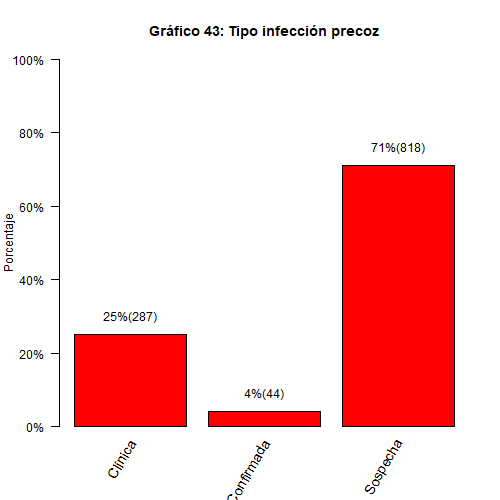 Gráfico 43: Tipo infección precoz
Porcentaje
100%
80%
60%
40%
20%
0%
25%(287)
4%(44)
71%(818)
Clinica
Confirmada
Sospecha